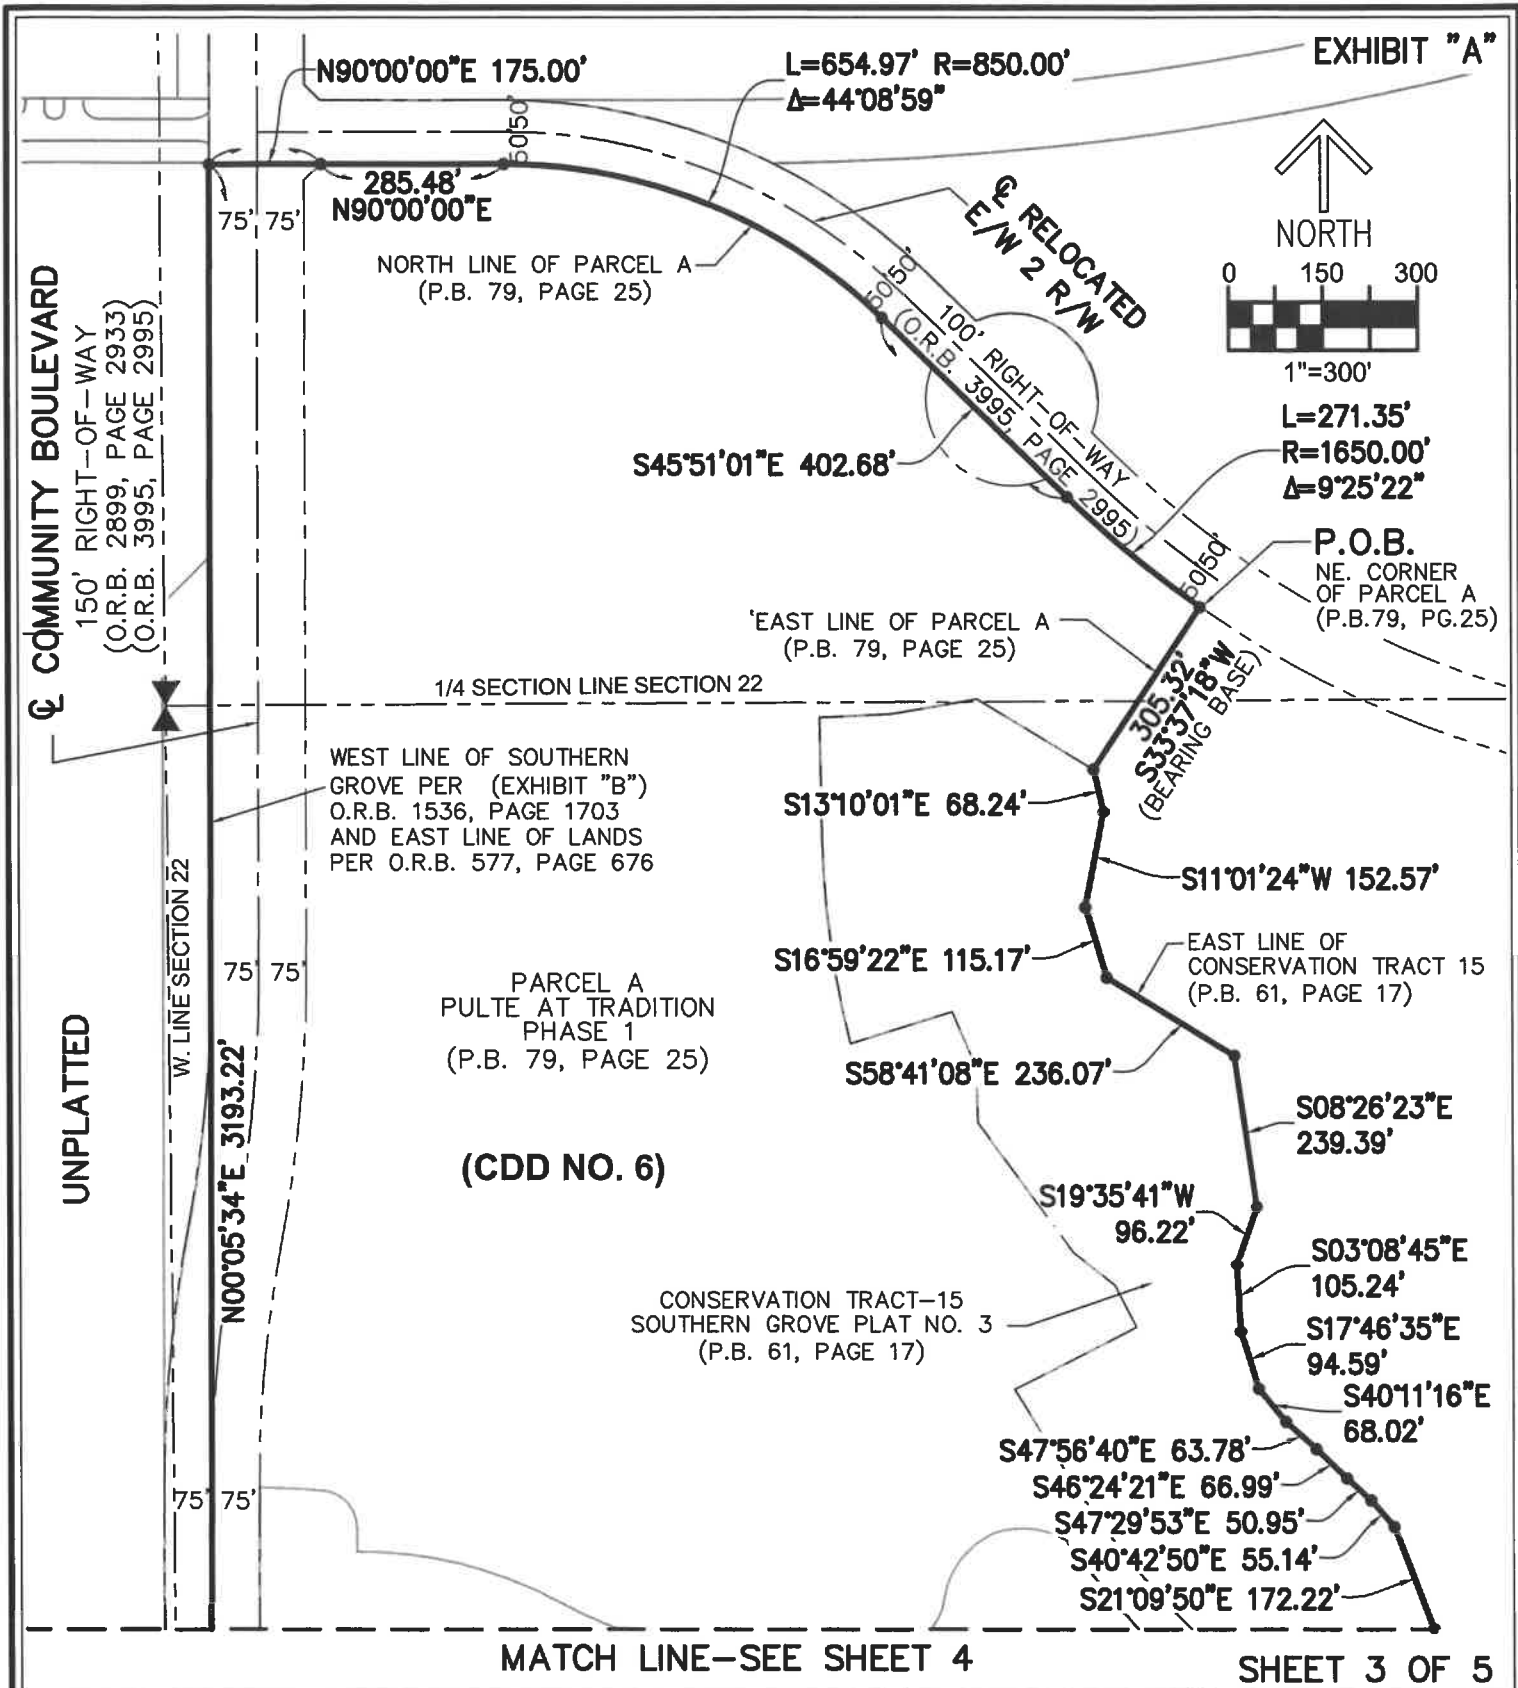 EXHIBIT "A"
N90°00'00"E 175.00'
L=654.97' R=850.00'
Δ=44°08'59"
50' 50'
285.48'
N90°00'00"E
75' 75'
NORTH LINE OF PARCEL A
(P.B. 79, PAGE 25)
℄ RELOCATED
E/W 2 R/W
NORTH
0 150 300
1"=300'
50' 50'
100' RIGHT-OF-WAY
(O.R.B. 3995, PAGE 2995)
L=271.35'
R=1650.00'
Δ=9°25'22"
S45°51'01"E 402.68'
℄ COMMUNITY BOULEVARD
150' RIGHT-OF-WAY
(O.R.B. 2899, PAGE 2933)
(O.R.B. 3995, PAGE 2995)
50' 50'
P.O.B.
NE. CORNER
OF PARCEL A
(P.B.79, PG.25)
EAST LINE OF PARCEL A
(P.B. 79, PAGE 25)
305.32'
S33°37'18"W
(BEARING BASE)
1/4 SECTION LINE SECTION 22
WEST LINE OF SOUTHERN
GROVE PER (EXHIBIT "B")
O.R.B. 1536, PAGE 1703
AND EAST LINE OF LANDS
PER O.R.B. 577, PAGE 676
S13°10'01"E 68.24'
S11°01'24"W 152.57'
W. LINE SECTION 22
S16°59'22"E 115.17'
EAST LINE OF
CONSERVATION TRACT 15
(P.B. 61, PAGE 17)
75' 75'
PARCEL A
PULTE AT TRADITION
PHASE 1
(P.B. 79, PAGE 25)
UNPLATTED
N00°05'34"E 3193.22'
S58°41'08"E 236.07'
S08°26'23"E
239.39'
(CDD NO. 6)
S19°35'41"W
96.22'
S03°08'45"E
105.24'
CONSERVATION TRACT-15
SOUTHERN GROVE PLAT NO. 3
(P.B. 61, PAGE 17)
S17°46'35"E
94.59'
S40°11'16"E
68.02'
S47°56'40"E 63.78'
S46°24'21"E 66.99'
75' 75'
S47°29'53"E 50.95'
S40°42'50"E 55.14'
S21°09'50"E 172.22'
MATCH LINE-SEE SHEET 4
SHEET 3 OF 5